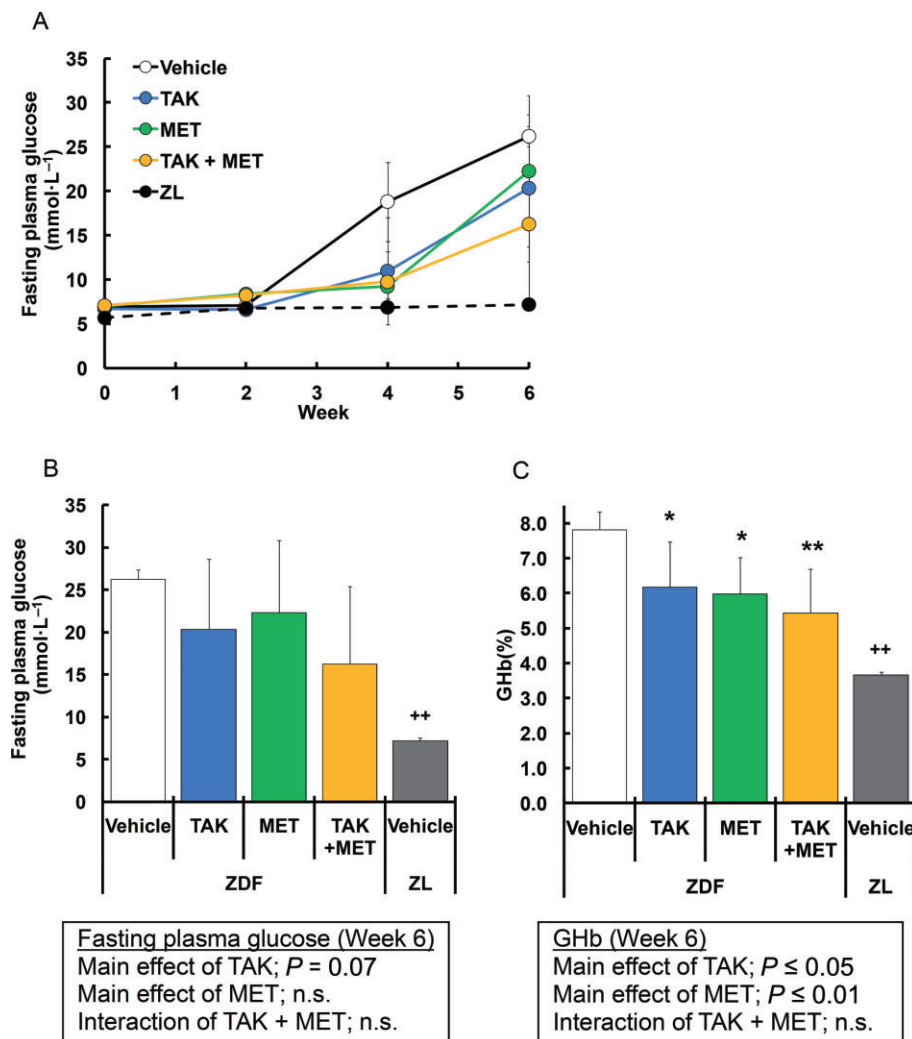 A
Fasting plasma glucose
(mmol·L⁻¹)
35
30
25
20
15
10
5
0
Vehicle
TAK
MET
TAK + MET
ZL
0 1 2 3 4 5 6
Week
B
Fasting plasma glucose
(mmol·L⁻¹)
35
30
25
20
15
10
5
0
++
Vehicle TAK MET TAK +MET Vehicle
ZDF ZL
Fasting plasma glucose (Week 6)
Main effect of TAK; P = 0.07
Main effect of MET; n.s.
Interaction of TAK + MET; n.s.
C
GHb(%)
8.0
7.0
6.0
5.0
4.0
3.0
2.0
1.0
0.0
* * ** ++
Vehicle TAK MET TAK +MET Vehicle
ZDF ZL
GHb (Week 6)
Main effect of TAK; P ≤ 0.05
Main effect of MET; P ≤ 0.01
Interaction of TAK + MET; n.s.